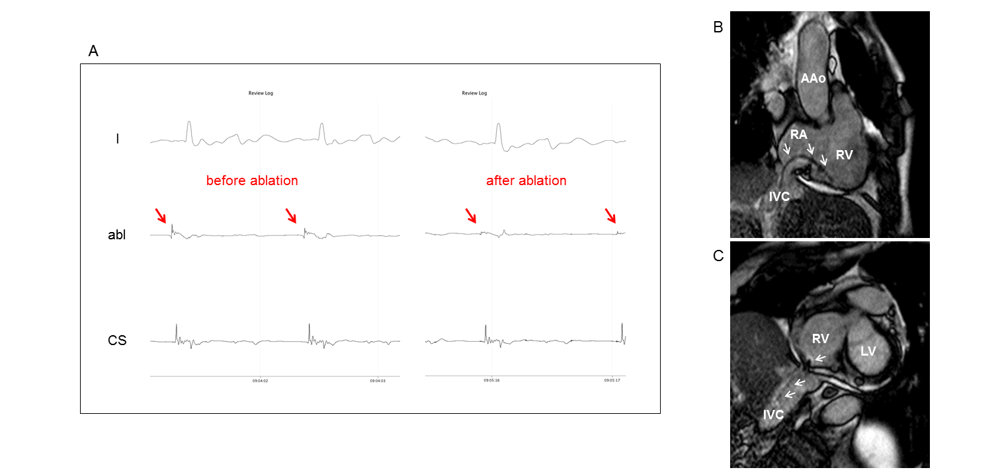 A
Review Log
Review Log
I
before ablation
after ablation
abl
CS
09:04:02
09:04:03
09:05:16
09:05:17
B
AAo
RA
RV
IVC
C
RV
LV
IVC